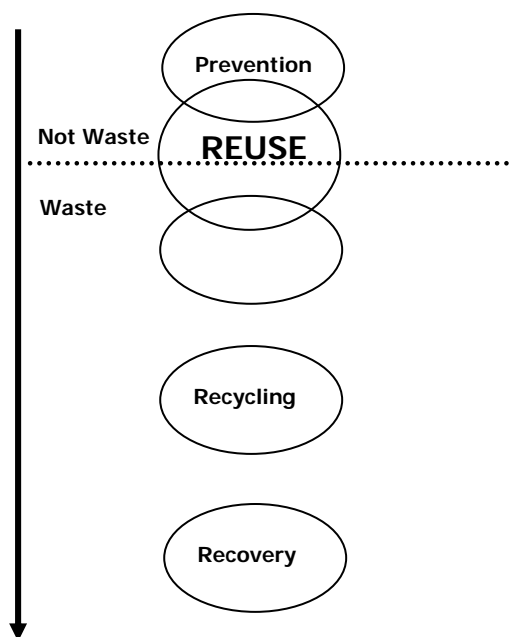 Prevention
Not Waste
REUSE
Waste
Recycling
Recovery